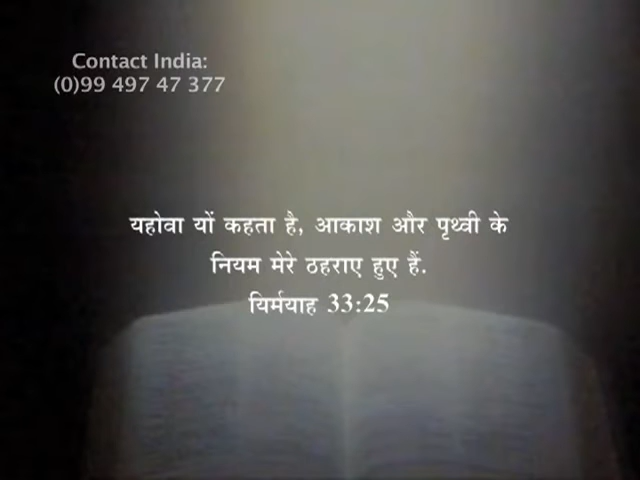 Contact India:
(0)99 497 47 377
यहोवा यों कहता है, आकाश और पृथ्वी के
नियम मेरे ठहराए हुए हैं.
यिर्मयाह 33:25